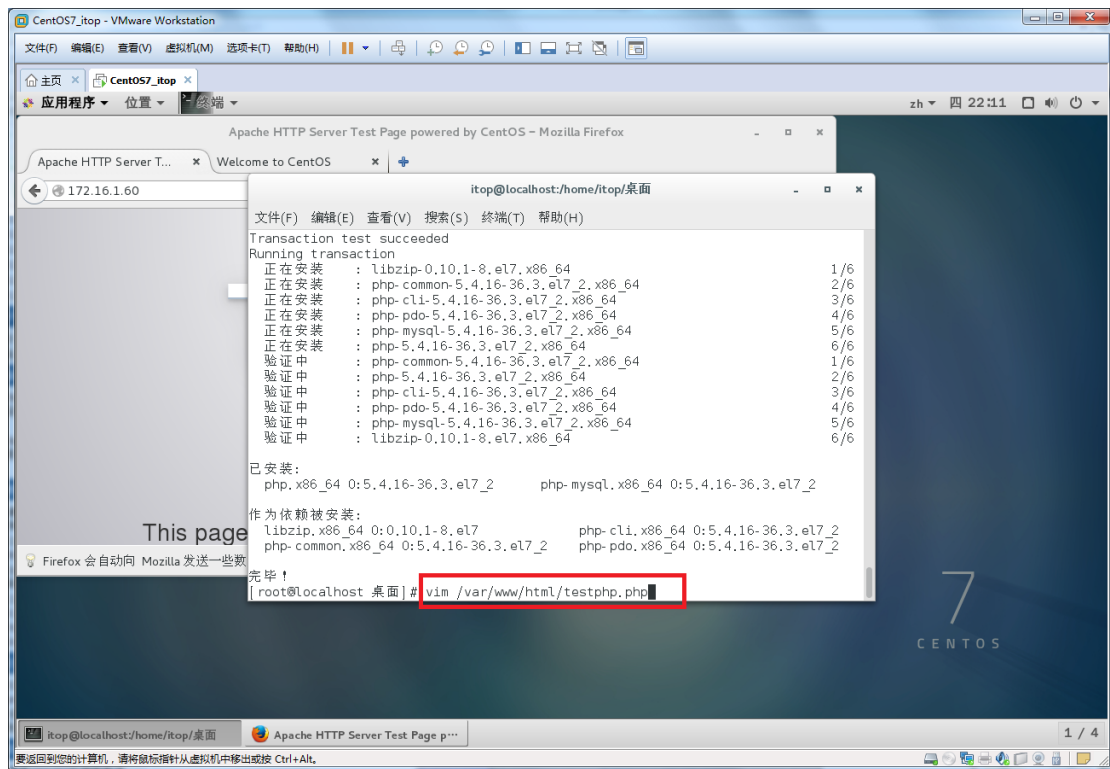 CentOS7_itop - VMware Workstation
文件(F) 编辑(E) 查看(V) 虚拟机(M) 选项卡(T) 帮助(H)
主页 CentOS7_itop
应用程序 位置 终端 zh 四 22:11
Apache HTTP Server Test Page powered by CentOS - Mozilla Firefox
Apache HTTP Server T... Welcome to CentOS
172.16.1.60
itop@localhost:/home/itop/桌面
文件(F) 编辑(E) 查看(V) 搜索(S) 终端(T) 帮助(H)
Transaction test succeeded
Running transaction
正在安装 : libzip-0.10.1-8.el7.x86_64 1/6
正在安装 : php-common-5.4.16-36.3.el7_2.x86_64 2/6
正在安装 : php-cli-5.4.16-36.3.el7_2.x86_64 3/6
正在安装 : php-pdo-5.4.16-36.3.el7_2.x86_64 4/6
正在安装 : php-mysql-5.4.16-36.3.el7_2.x86_64 5/6
正在安装 : php-5.4.16-36.3.el7_2.x86_64 6/6
验证中 : php-common-5.4.16-36.3.el7_2.x86_64 1/6
验证中 : php-5.4.16-36.3.el7_2.x86_64 2/6
验证中 : php-cli-5.4.16-36.3.el7_2.x86_64 3/6
验证中 : php-pdo-5.4.16-36.3.el7_2.x86_64 4/6
验证中 : php-mysql-5.4.16-36.3.el7_2.x86_64 5/6
验证中 : libzip-0.10.1-8.el7.x86_64 6/6
已安装:
php.x86_64 0:5.4.16-36.3.el7_2 php-mysql.x86_64 0:5.4.16-36.3.el7_2
作为依赖被安装:
libzip.x86_64 0:0.10.1-8.el7 php-cli.x86_64 0:5.4.16-36.3.el7_2
php-common.x86_64 0:5.4.16-36.3.el7_2 php-pdo.x86_64 0:5.4.16-36.3.el7_2
完毕！
[root@localhost 桌面]# vim /var/www/html/testphp.php
This page
Firefox 会自动向 Mozilla 发送一些数
7
CENTOS
itop@localhost:/home/itop/桌面 Apache HTTP Server Test Page p… 1 / 4
要返回到您的计算机，请将鼠标指针从虚拟机中移出或按 Ctrl+Alt。